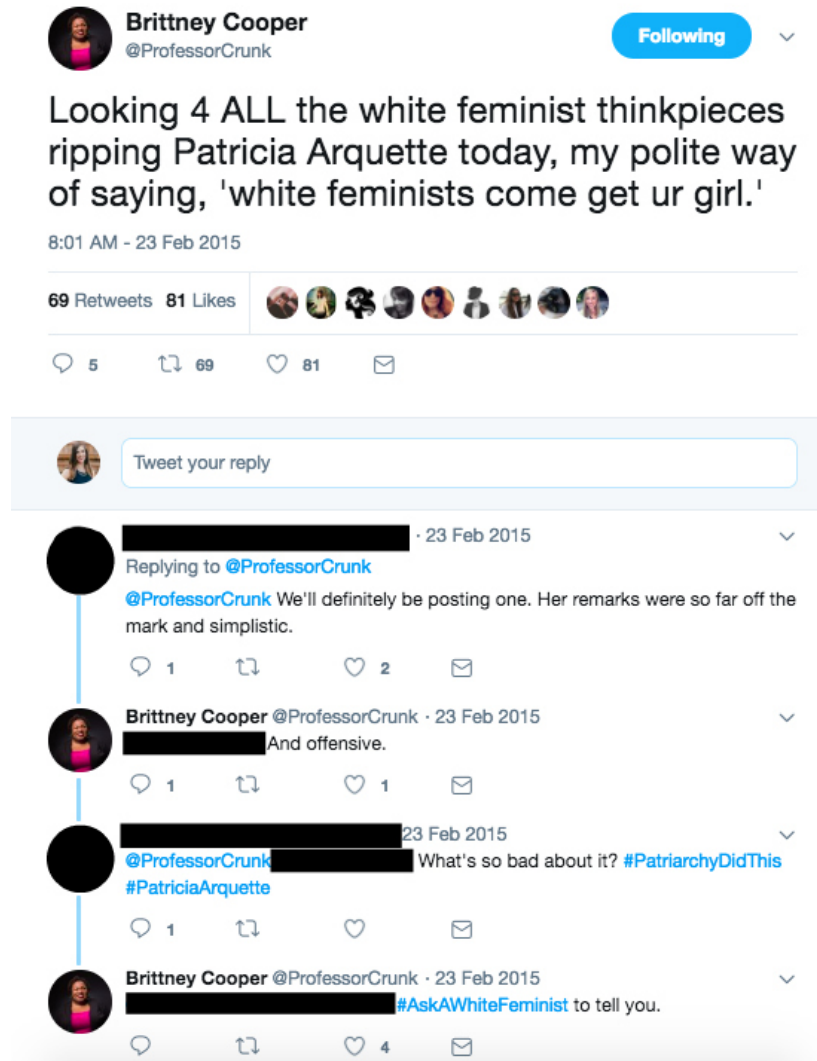 Brittney Cooper
@ProfessorCrunk
Following
Looking 4 ALL the white feminist thinkpieces
ripping Patricia Arquette today, my polite way
of saying, 'white feminists come get ur girl.'
8:01 AM - 23 Feb 2015
69 Retweets 81 Likes
5 69 81
Tweet your reply
· 23 Feb 2015
Replying to @ProfessorCrunk
@ProfessorCrunk We'll definitely be posting one. Her remarks were so far off the
mark and simplistic.
1 2
Brittney Cooper @ProfessorCrunk · 23 Feb 2015
And offensive.
1 1
23 Feb 2015
@ProfessorCrunk What's so bad about it? #PatriarchyDidThis
#PatriciaArquette
1
Brittney Cooper @ProfessorCrunk · 23 Feb 2015
#AskAWhiteFeminist to tell you.
4